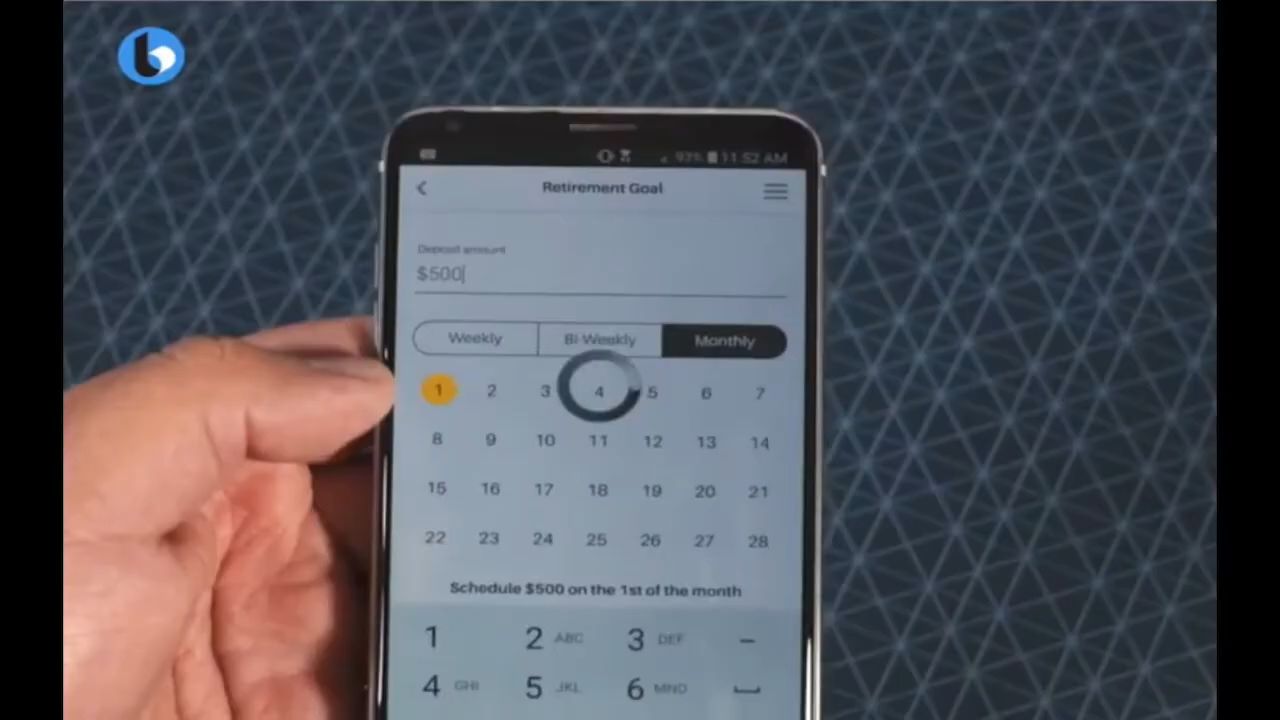 b
93% 11:52 AM
Retirement Goal
Deposit amount
$500
Weekly Bi-Weekly Monthly
1 2 3 4 5 6 7
8 9 10 11 12 13 14
15 16 17 18 19 20 21
22 23 24 25 26 27 28
Schedule $500 on the 1st of the month
1 2 ABC 3 DEF –
4 GHI 5 JKL 6 MNO